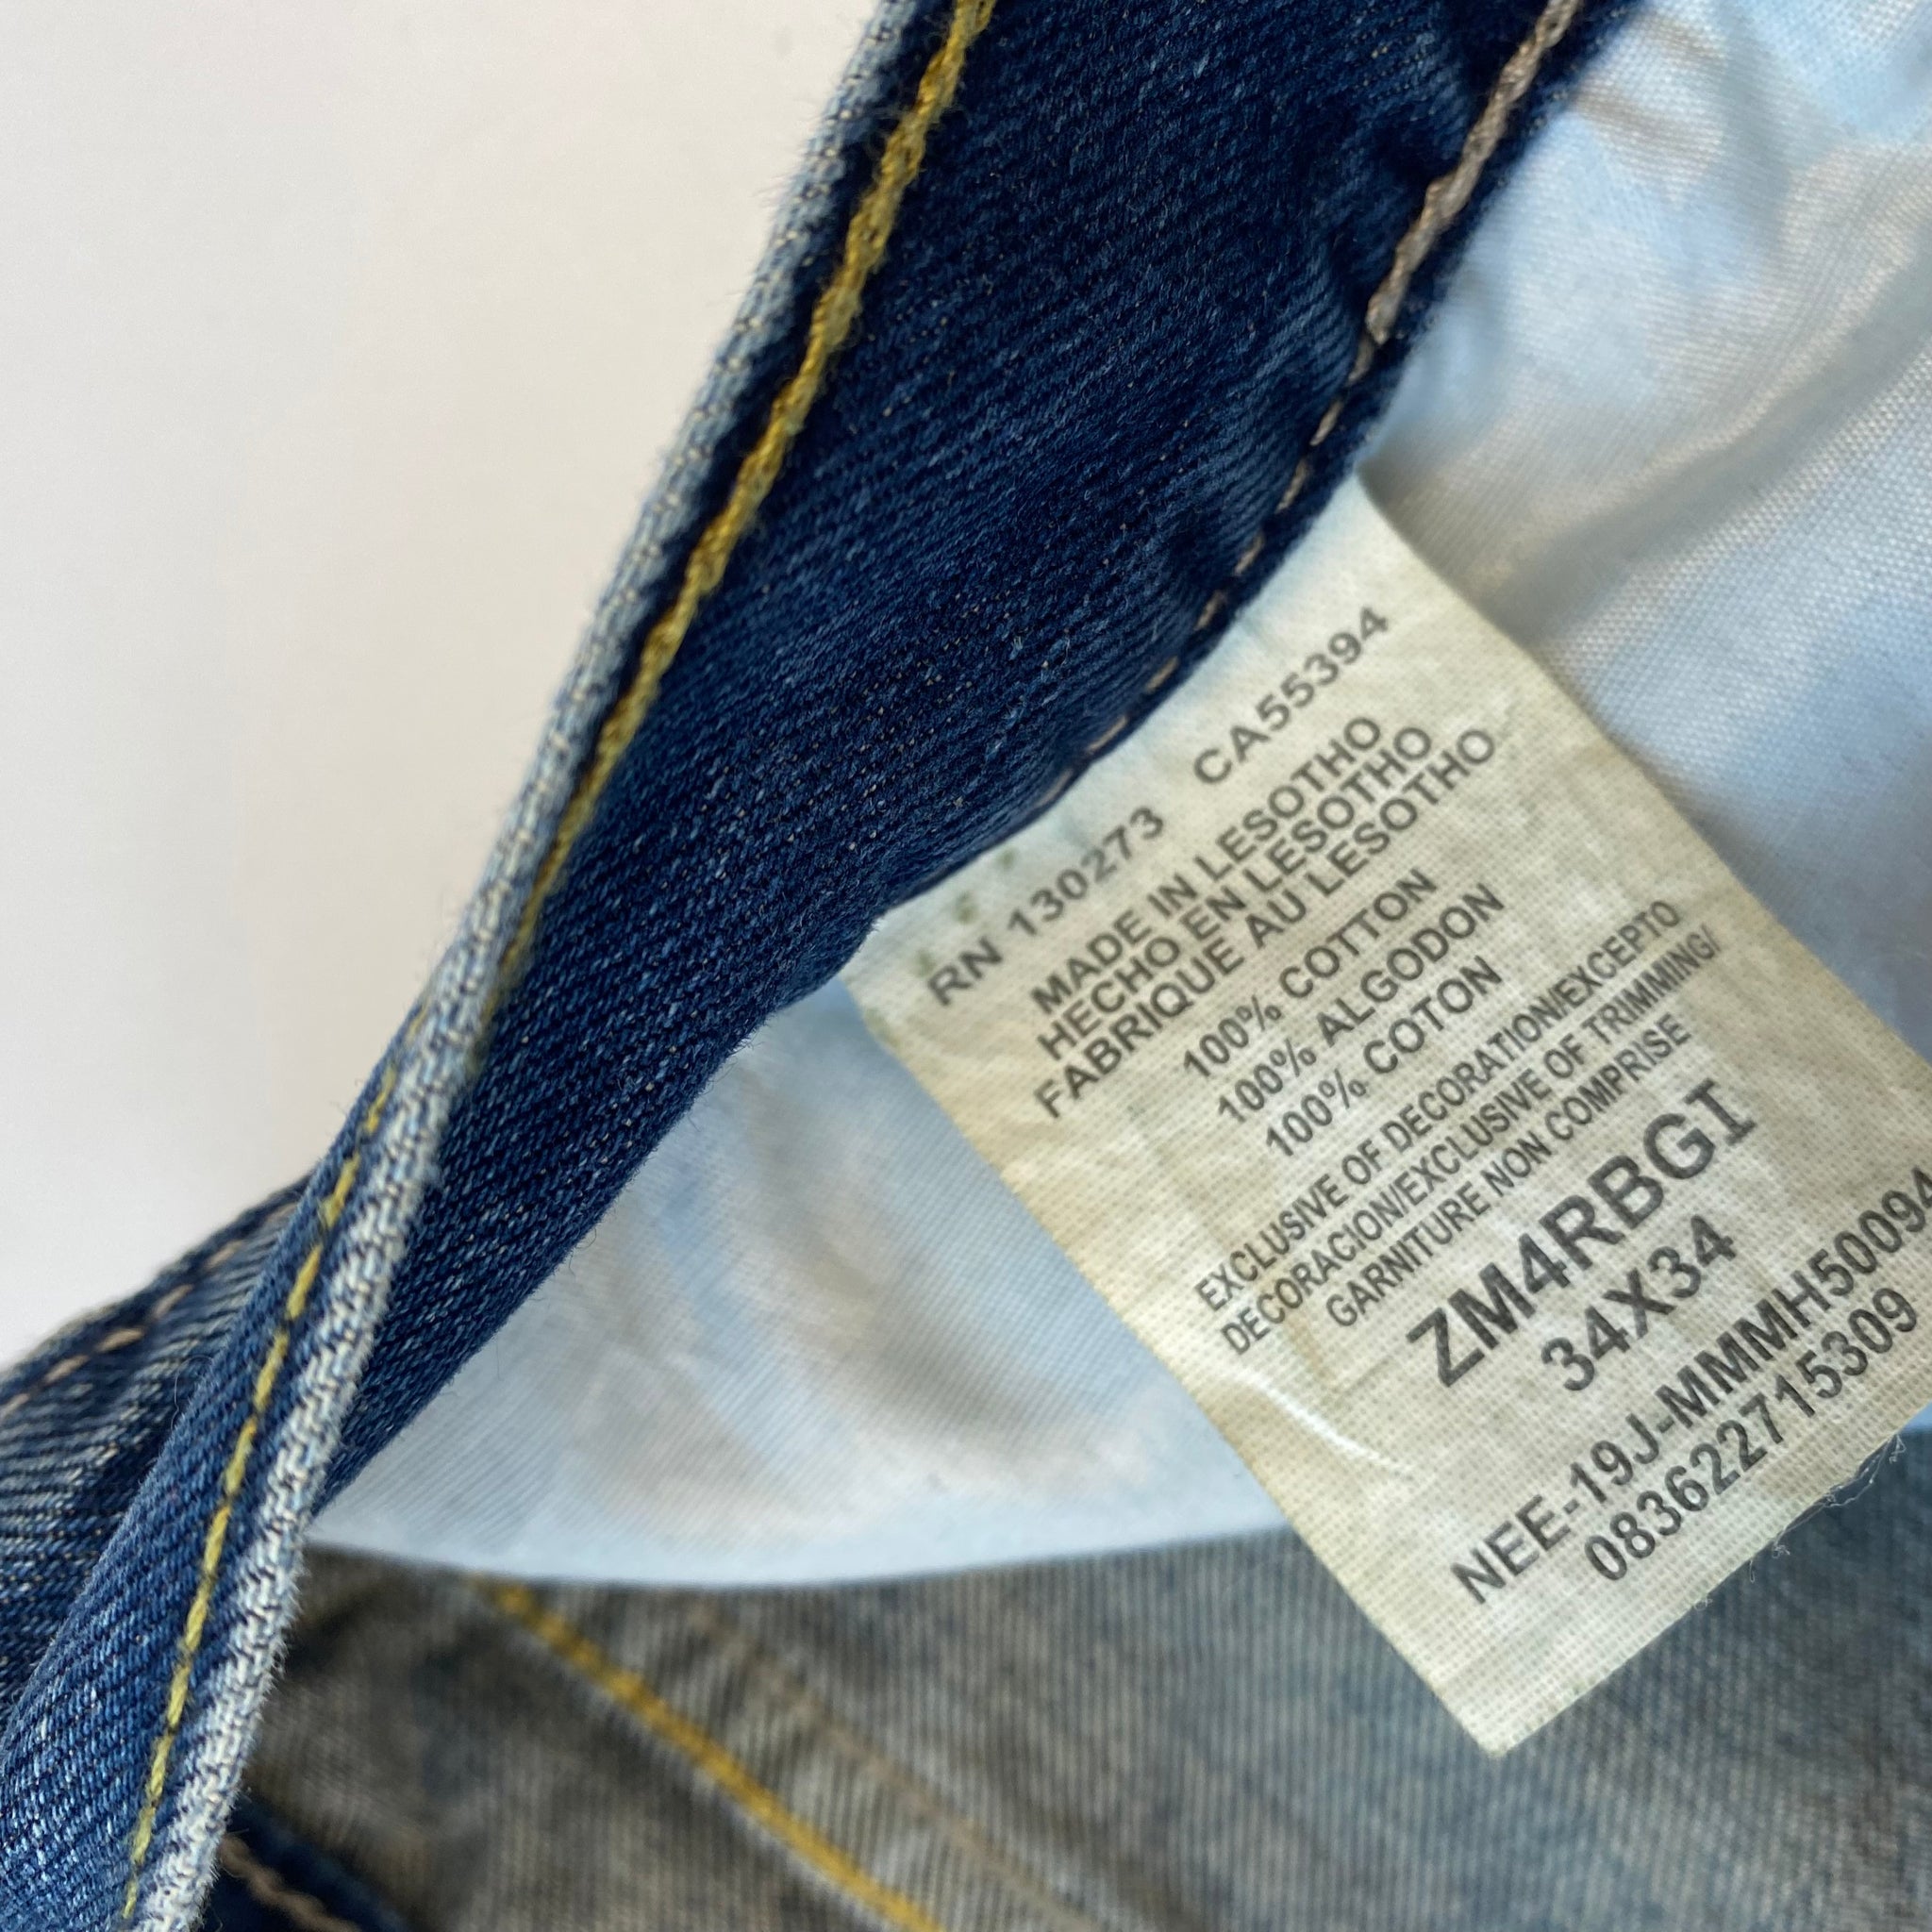 RN 130273 CA55394
MADE IN LESOTHO
HECHO EN LESOTHO
FABRIQUE AU LESOTHO
100% COTTON
100% ALGODON
100% COTON
EXCLUSIVE OF DECORATION/EXCEPTO
DECORACION/EXCLUSIVE OF TRIMMING/
GARNITURE NON COMPRISE
ZM4RBGI
34X34
NEE-19J-MMMH50094
083622715309